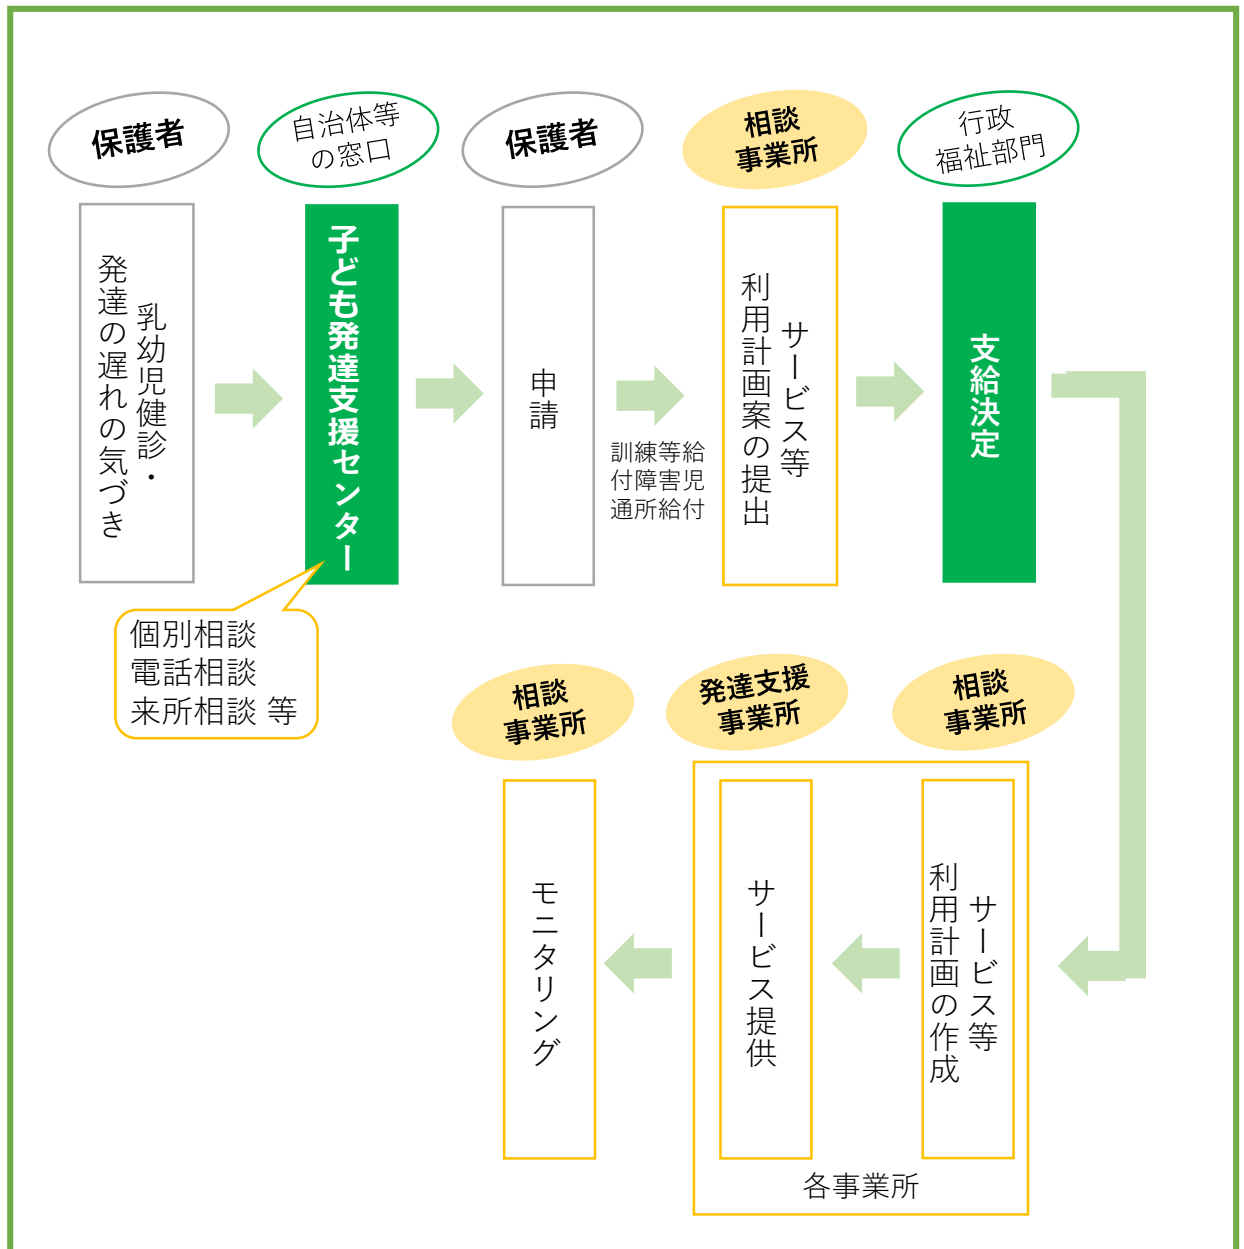 保護者
乳幼児健診・
発達の遅れの気づき
自治体等
の窓口
子ども発達支援センター
個別相談
電話相談
来所相談 等
保護者
申請
訓練等給
付障害児
通所給付
相談
事業所
サービス等
利用計画案の提出
行政
福祉部門
支給決定
相談
事業所
サービス等
利用計画の作成
発達支援
事業所
サービス提供
各事業所
相談
事業所
モニタリング